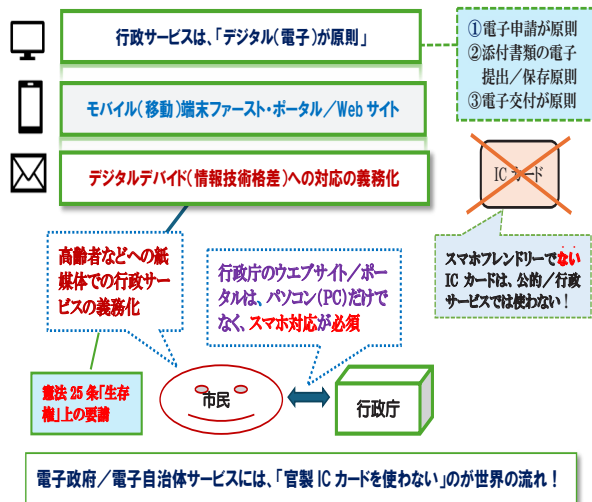 行政サービスは、「デジタル(電子)が原則」
①電子申請が原則
②添付書類の電子
提出/保存原則
③電子交付が原則
モバイル(移動)端末ファースト・ポータル/Webサイト
デジタルデバイド(情報技術格差)への対応の義務化
ICカード
高齢者などへの紙
媒体での行政サー
ビスの義務化
行政庁のウエブサイト/ポー
タルは、パソコン(PC)だけで
なく、スマホ対応が必須
スマホフレンドリーでない
ICカードは、公的/行政
サービスでは使わない!
憲法25条「生存
権」上の要請
市民
行政庁
電子政府/電子自治体サービスには、「官製ICカードを使わない」のが世界の流れ!